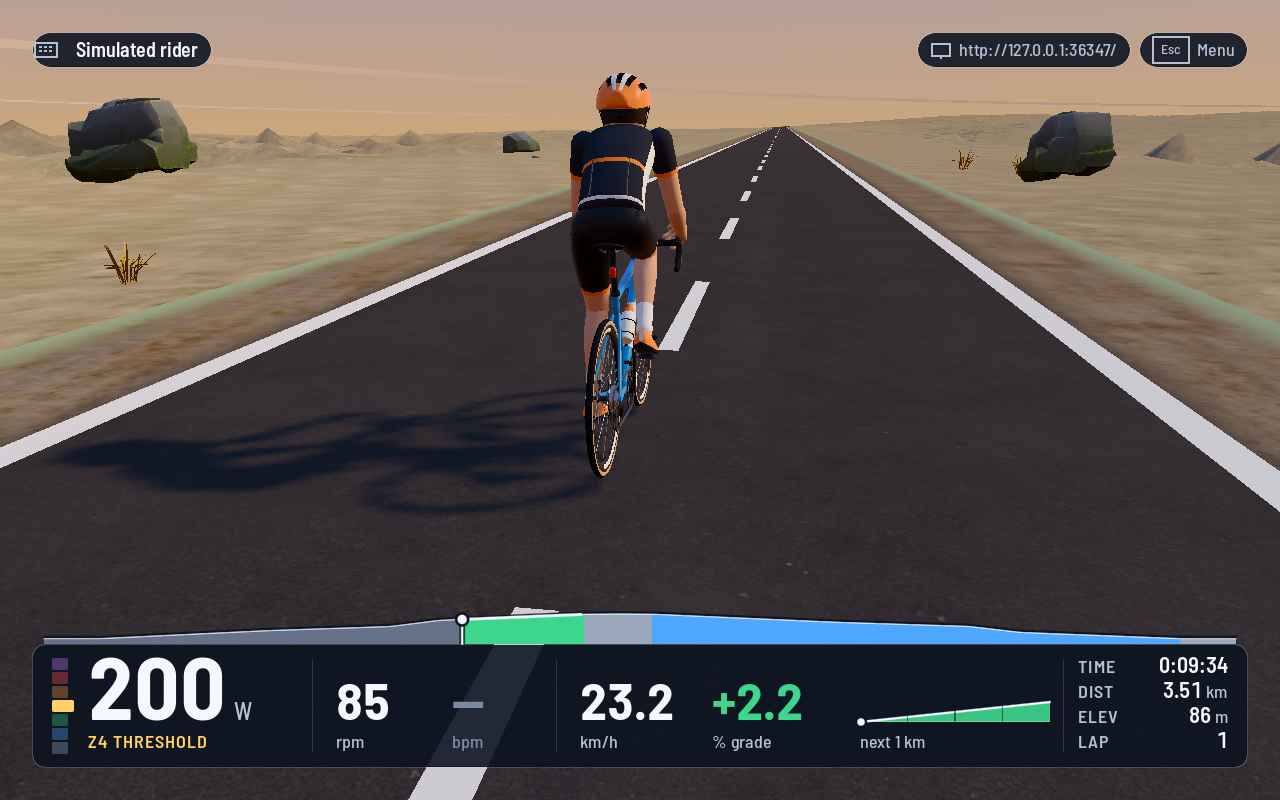 Simulated rider
http://127.0.0.1:36347/
Esc Menu
200 W
Z4 THRESHOLD
85
rpm
—
bpm
23.2
km/h
+2.2
% grade
next 1 km
TIME 0:09:34
DIST 3.51 km
ELEV 86 m
LAP 1